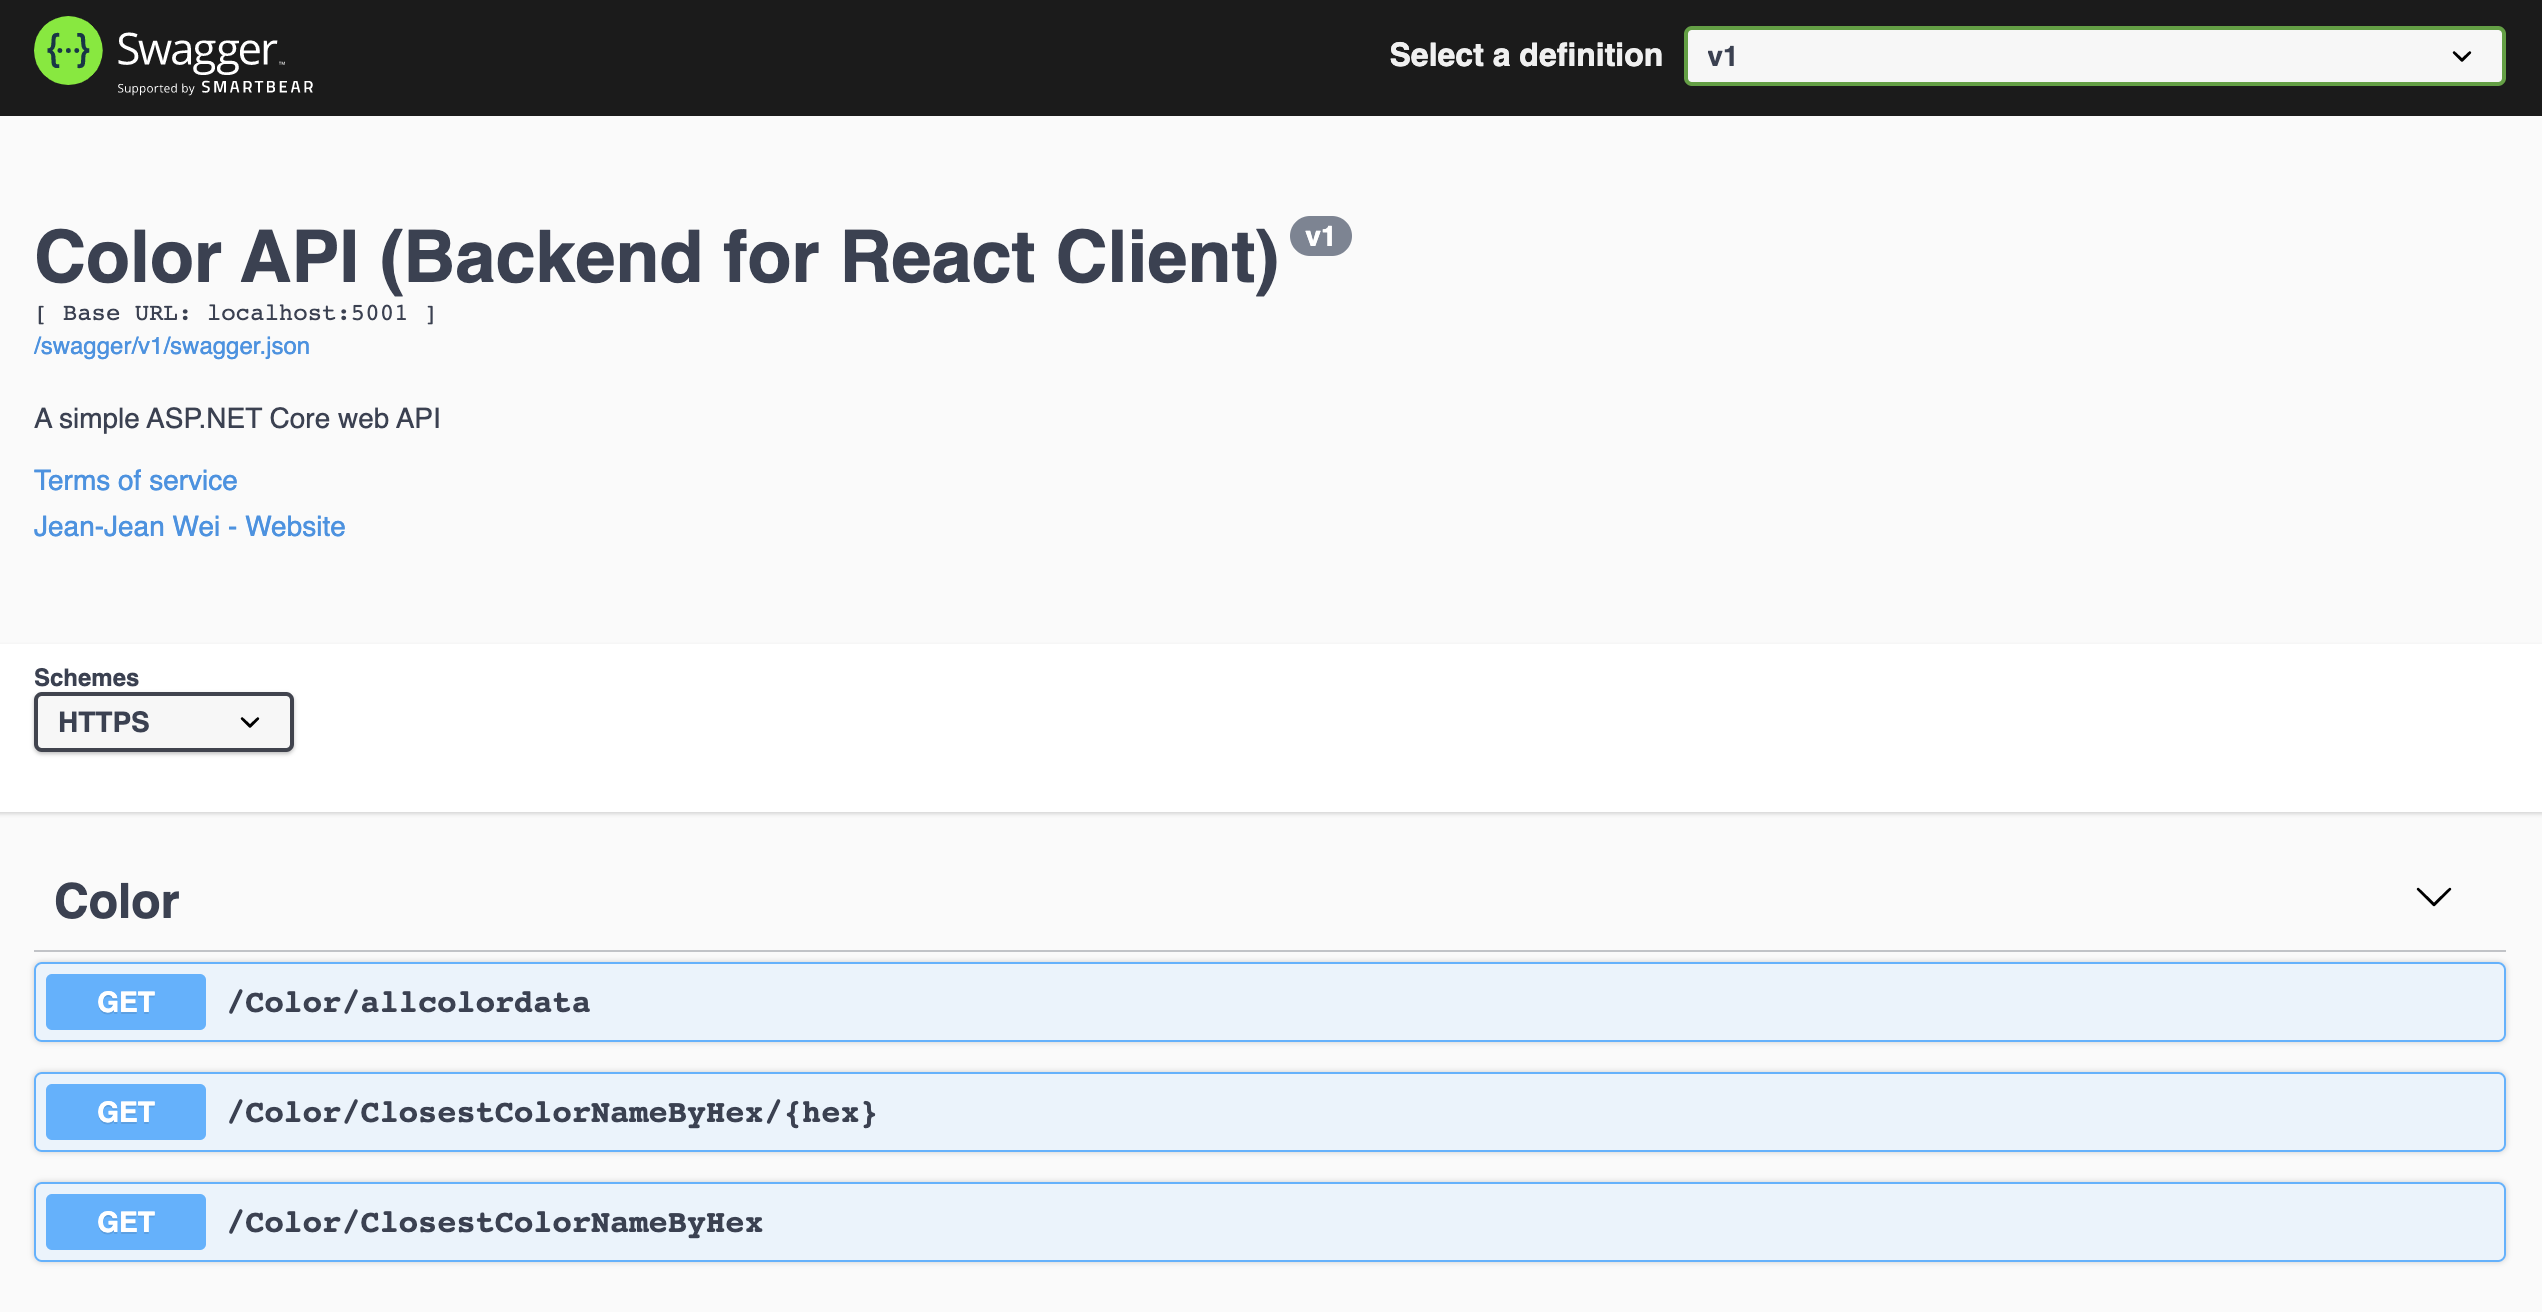 {···} Swagger™
Supported by SMARTBEAR
Select a definition
v1
Color API (Backend for React Client) v1
[ Base URL: localhost:5001 ]
/swagger/v1/swagger.json
A simple ASP.NET Core web API
Terms of service
Jean-Jean Wei - Website
Schemes
HTTPS
Color
GET /Color/allcolordata
GET /Color/ClosestColorNameByHex/{hex}
GET /Color/ClosestColorNameByHex